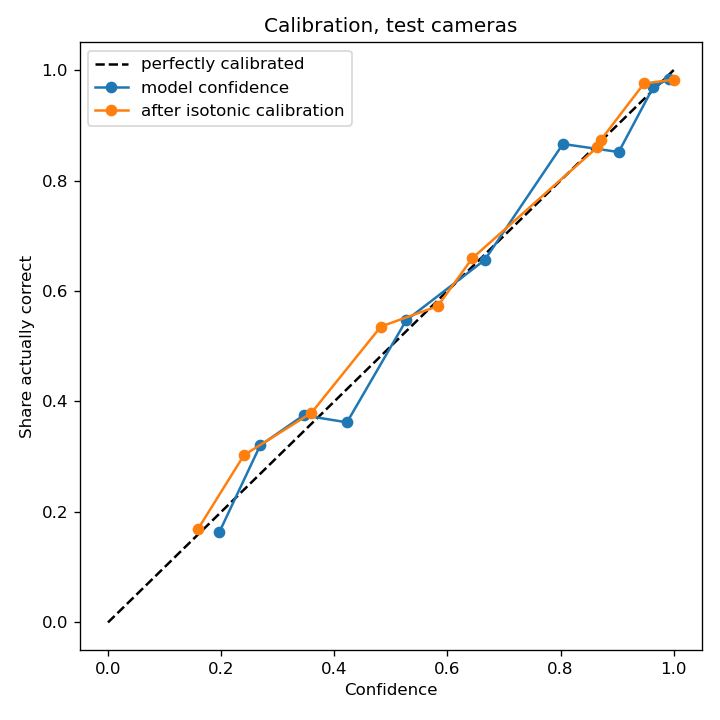 Calibration, test cameras
perfectly calibrated
model confidence
after isotonic calibration
1.0
0.8
0.6
0.4
0.2
0.0
Share actually correct
0.0 0.2 0.4 0.6 0.8 1.0
Confidence